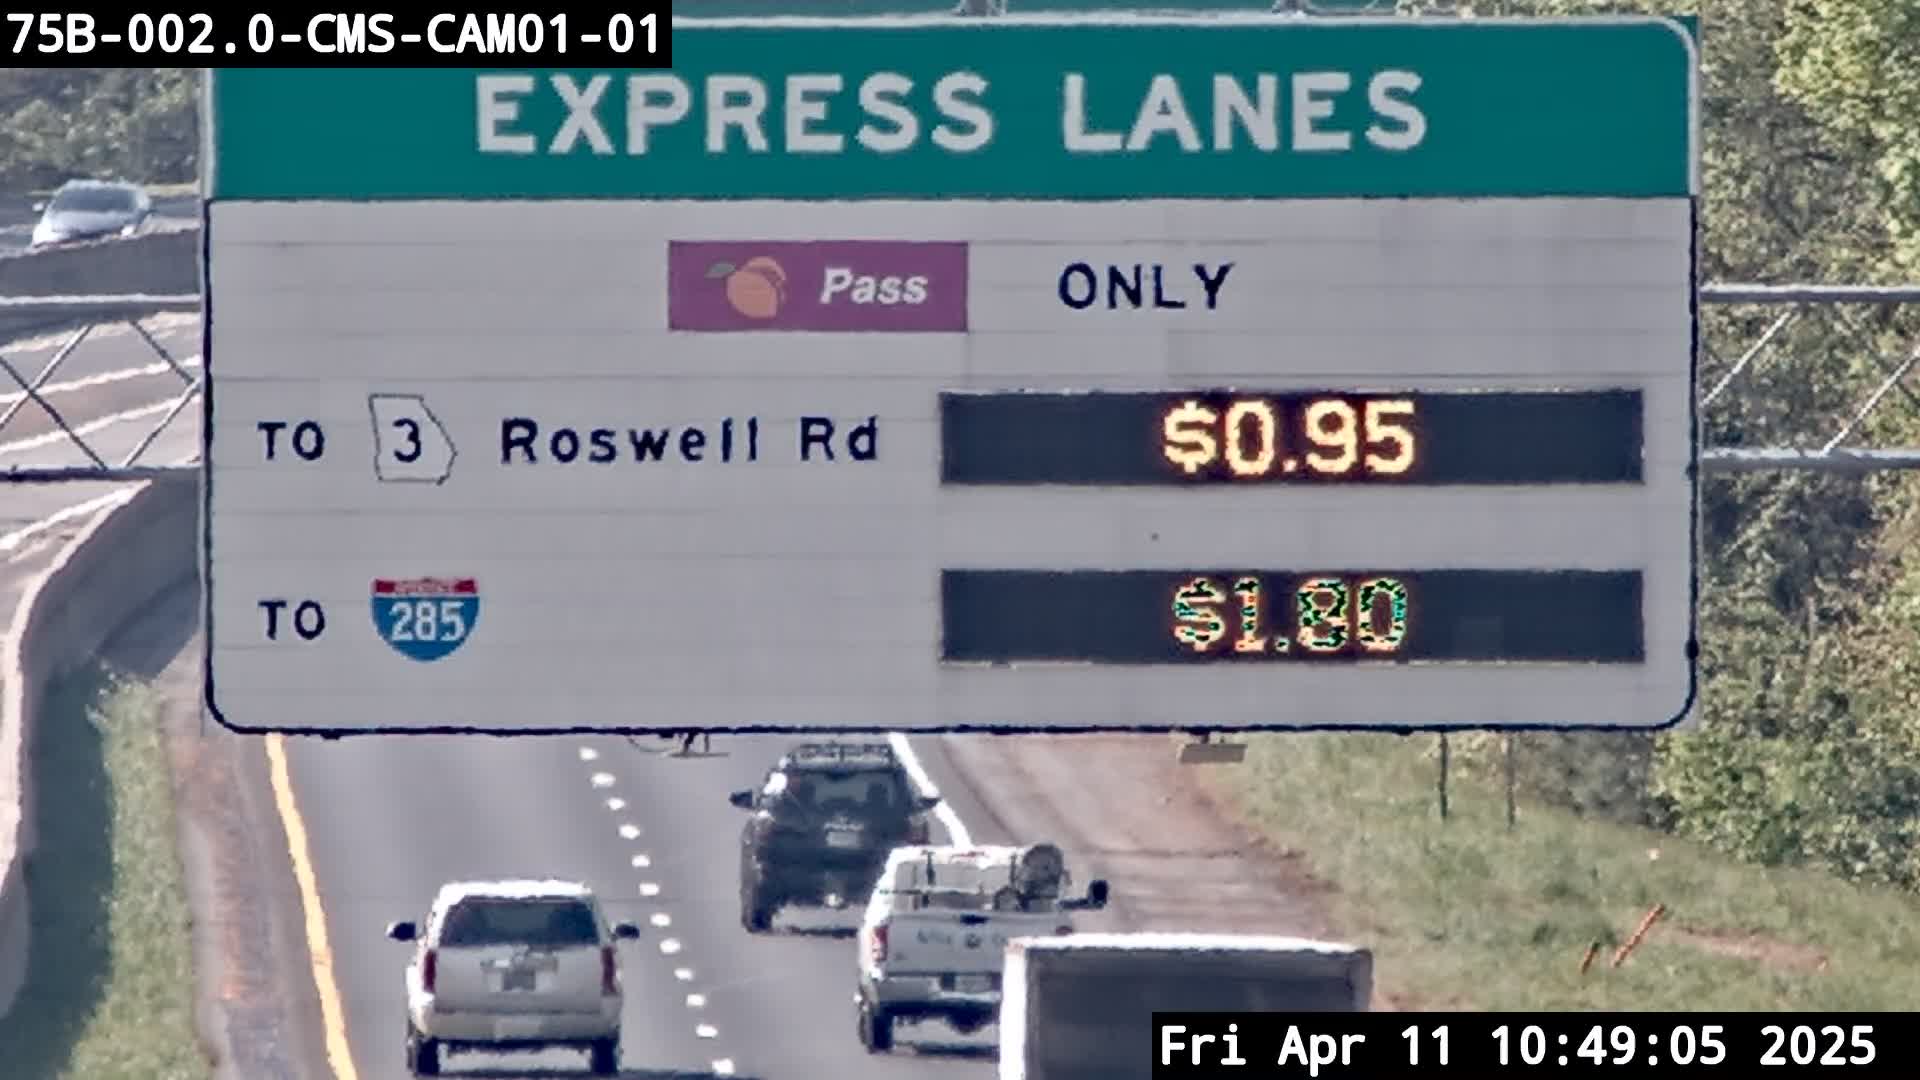 75B-002.0-CMS-CAM01-01
EXPRESS LANES
Pass ONLY
TO 3 Roswell Rd $0.95
TO 285 $1.80
Fri Apr 11 10:49:05 2025